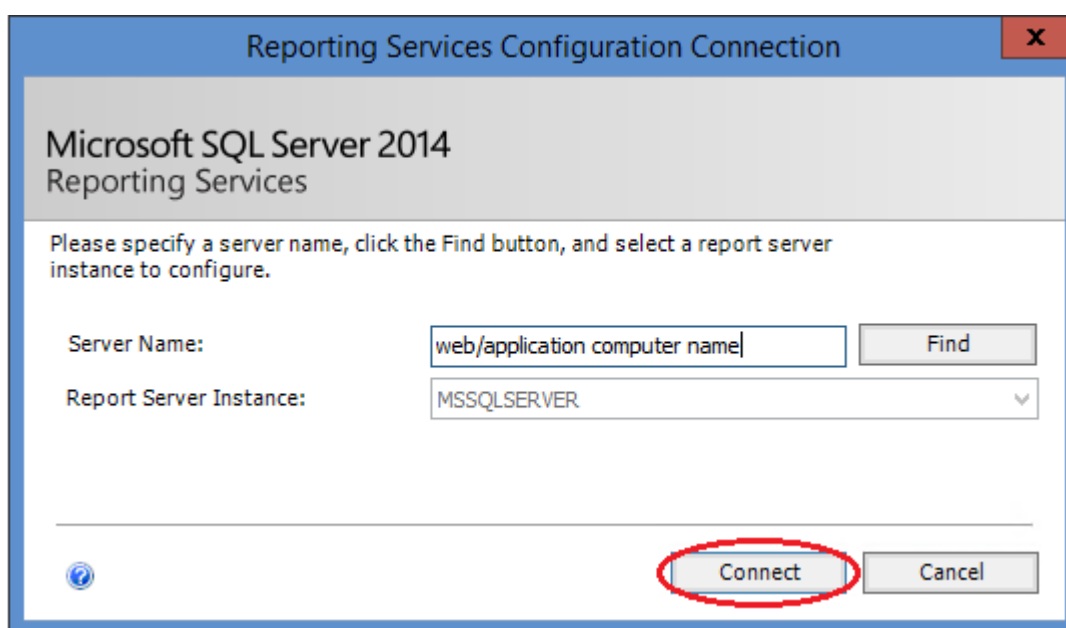 Reporting Services Configuration Connection
x
Microsoft SQL Server 2014
Reporting Services
Please specify a server name, click the Find button, and select a report server
instance to configure.
Server Name:
web/application computer name
Find
Report Server Instance:
MSSQLSERVER
?
Connect
Cancel